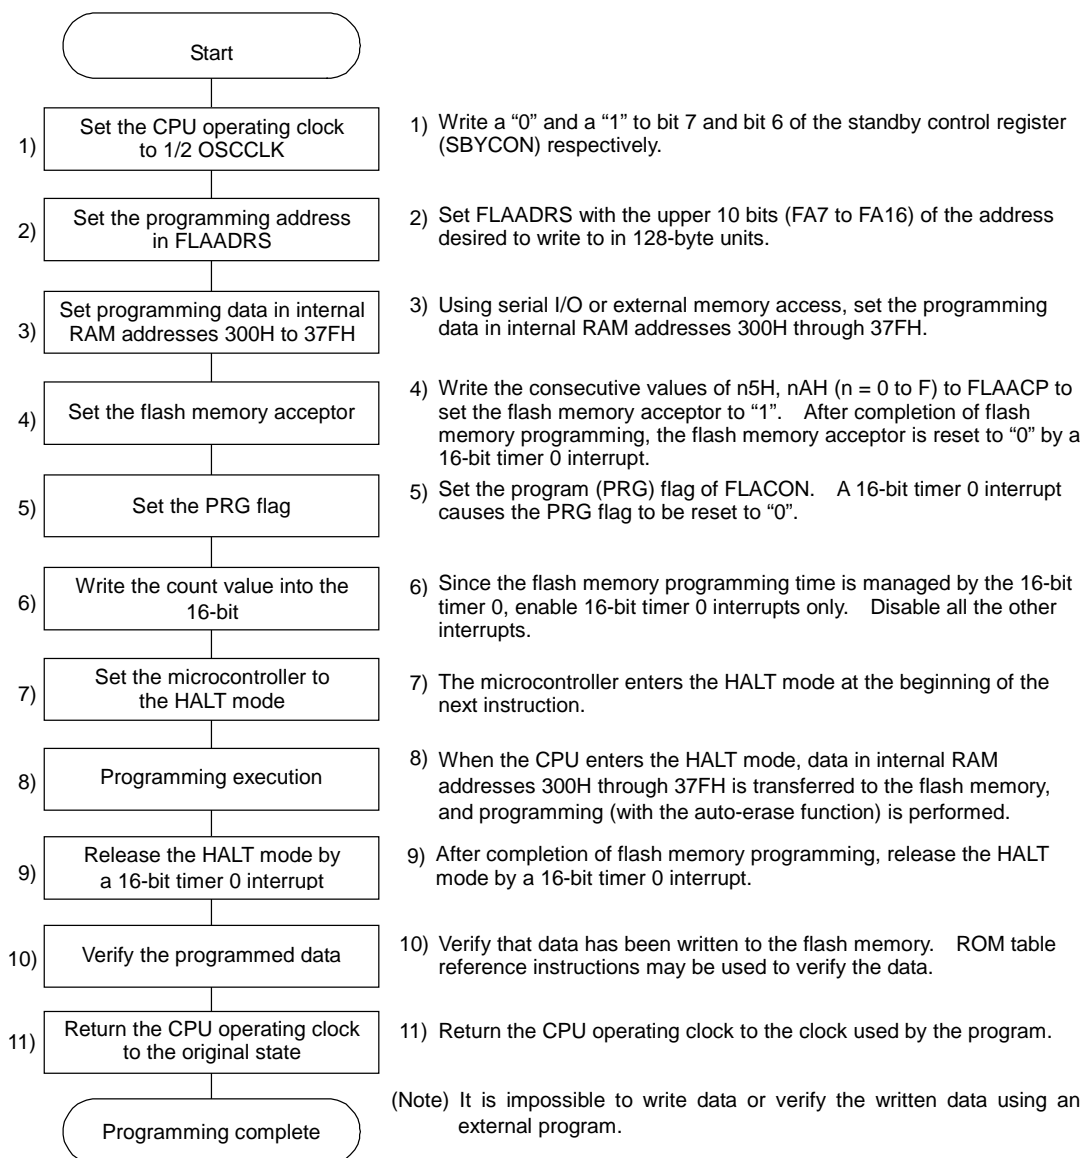 Start
1)
Set the CPU operating clock
to 1/2 OSCCLK
1) Write a “0” and a “1” to bit 7 and bit 6 of the standby control register
(SBYCON) respectively.
2)
Set the programming address
in FLAADRS
2) Set FLAADRS with the upper 10 bits (FA7 to FA16) of the address
desired to write to in 128-byte units.
3)
Set programming data in internal
RAM addresses 300H to 37FH
3) Using serial I/O or external memory access, set the programming
data in internal RAM addresses 300H through 37FH.
4)
Set the flash memory acceptor
4) Write the consecutive values of n5H, nAH (n = 0 to F) to FLAACP to
set the flash memory acceptor to “1”. After completion of flash
memory programming, the flash memory acceptor is reset to “0” by a
16-bit timer 0 interrupt.
5)
Set the PRG flag
5) Set the program (PRG) flag of FLACON. A 16-bit timer 0 interrupt
causes the PRG flag to be reset to “0”.
6)
Write the count value into the
16-bit
6) Since the flash memory programming time is managed by the 16-bit
timer 0, enable 16-bit timer 0 interrupts only. Disable all the other
interrupts.
7)
Set the microcontroller to
the HALT mode
7) The microcontroller enters the HALT mode at the beginning of the
next instruction.
8)
Programming execution
8) When the CPU enters the HALT mode, data in internal RAM
addresses 300H through 37FH is transferred to the flash memory,
and programming (with the auto-erase function) is performed.
9)
Release the HALT mode by
a 16-bit timer 0 interrupt
9) After completion of flash memory programming, release the HALT
mode by a 16-bit timer 0 interrupt.
10)
Verify the programmed data
10) Verify that data has been written to the flash memory. ROM table
reference instructions may be used to verify the data.
11)
Return the CPU operating clock
to the original state
11) Return the CPU operating clock to the clock used by the program.
Programming complete
(Note) It is impossible to write data or verify the written data using an
external program.